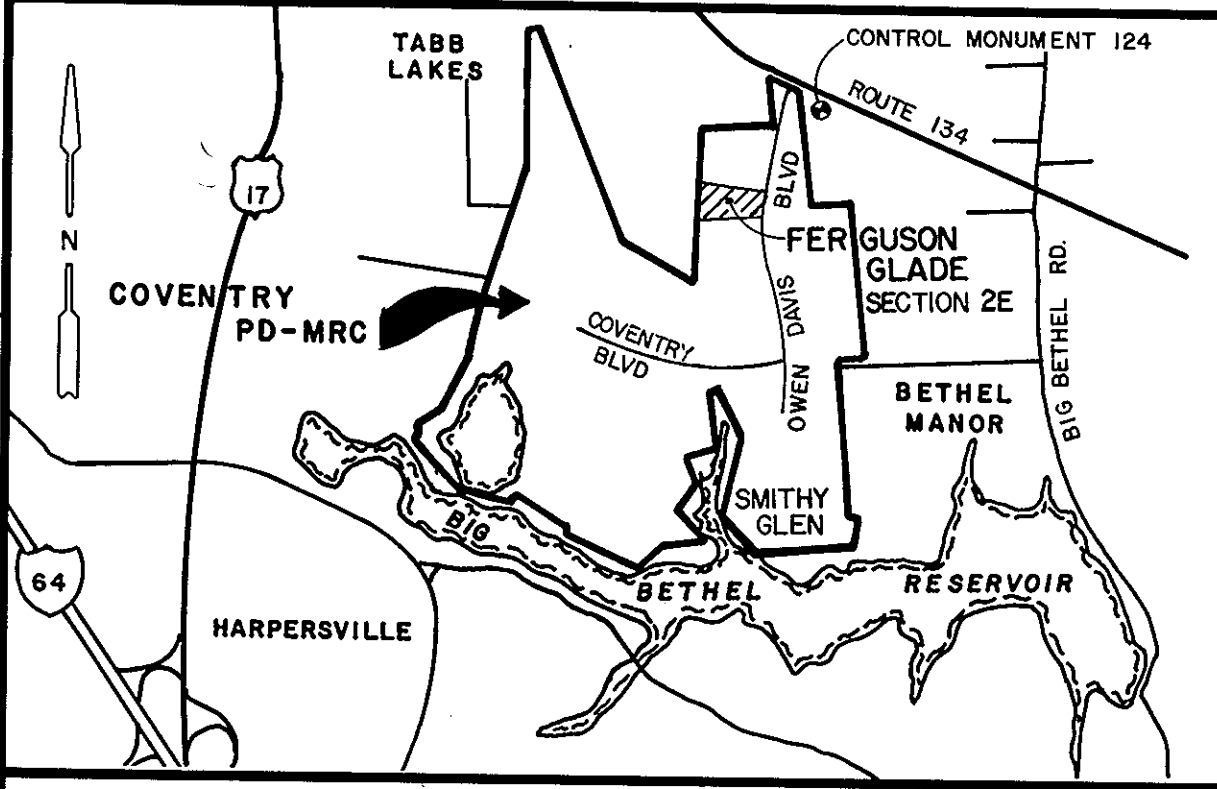 TABB
LAKES
CONTROL MONUMENT 124
ROUTE 134
17
BLVD
N
FERGUSON
GLADE
SECTION 2E
COVENTRY
PD-MRC
COVENTRY
BLVD
OWEN DAVIS
BIG BETHEL RD.
BETHEL
MANOR
SMITHY
GLEN
BIG
BETHEL
RESERVOIR
64
HARPERSVILLE